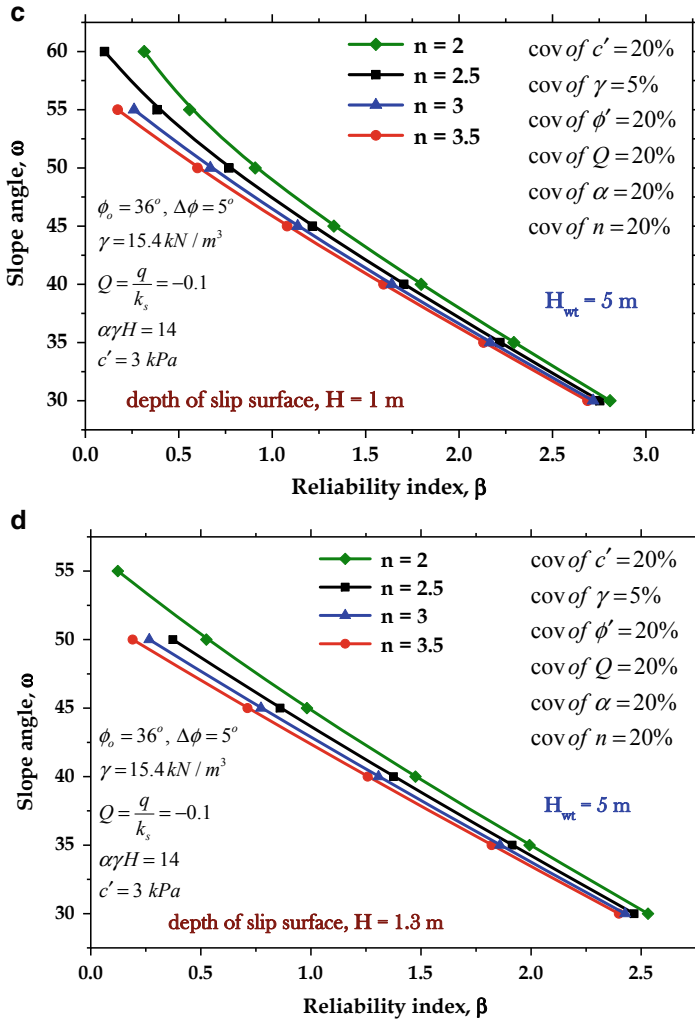 c
n = 2
n = 2.5
n = 3
n = 3.5
cov of c′ = 20%
cov of γ = 5%
cov of ϕ′ = 20%
cov of Q = 20%
cov of α = 20%
cov of n = 20%
H_wt = 5 m
ϕ_o = 36°, Δϕ = 5°
γ = 15.4 kN / m³
Q = q / k_s = −0.1
αγH = 14
c′ = 3 kPa
depth of slip surface, H = 1 m
Slope angle, ω
60
55
50
45
40
35
30
0.0 0.5 1.0 1.5 2.0 2.5 3.0
Reliability index, β
d
n = 2
n = 2.5
n = 3
n = 3.5
cov of c′ = 20%
cov of γ = 5%
cov of ϕ′ = 20%
cov of Q = 20%
cov of α = 20%
cov of n = 20%
H_wt = 5 m
ϕ_o = 36°, Δϕ = 5°
γ = 15.4 kN / m³
Q = q / k_s = −0.1
αγH = 14
c′ = 3 kPa
depth of slip surface, H = 1.3 m
Slope angle, ω
55
50
45
40
35
30
0.0 0.5 1.0 1.5 2.0 2.5
Reliability index, β